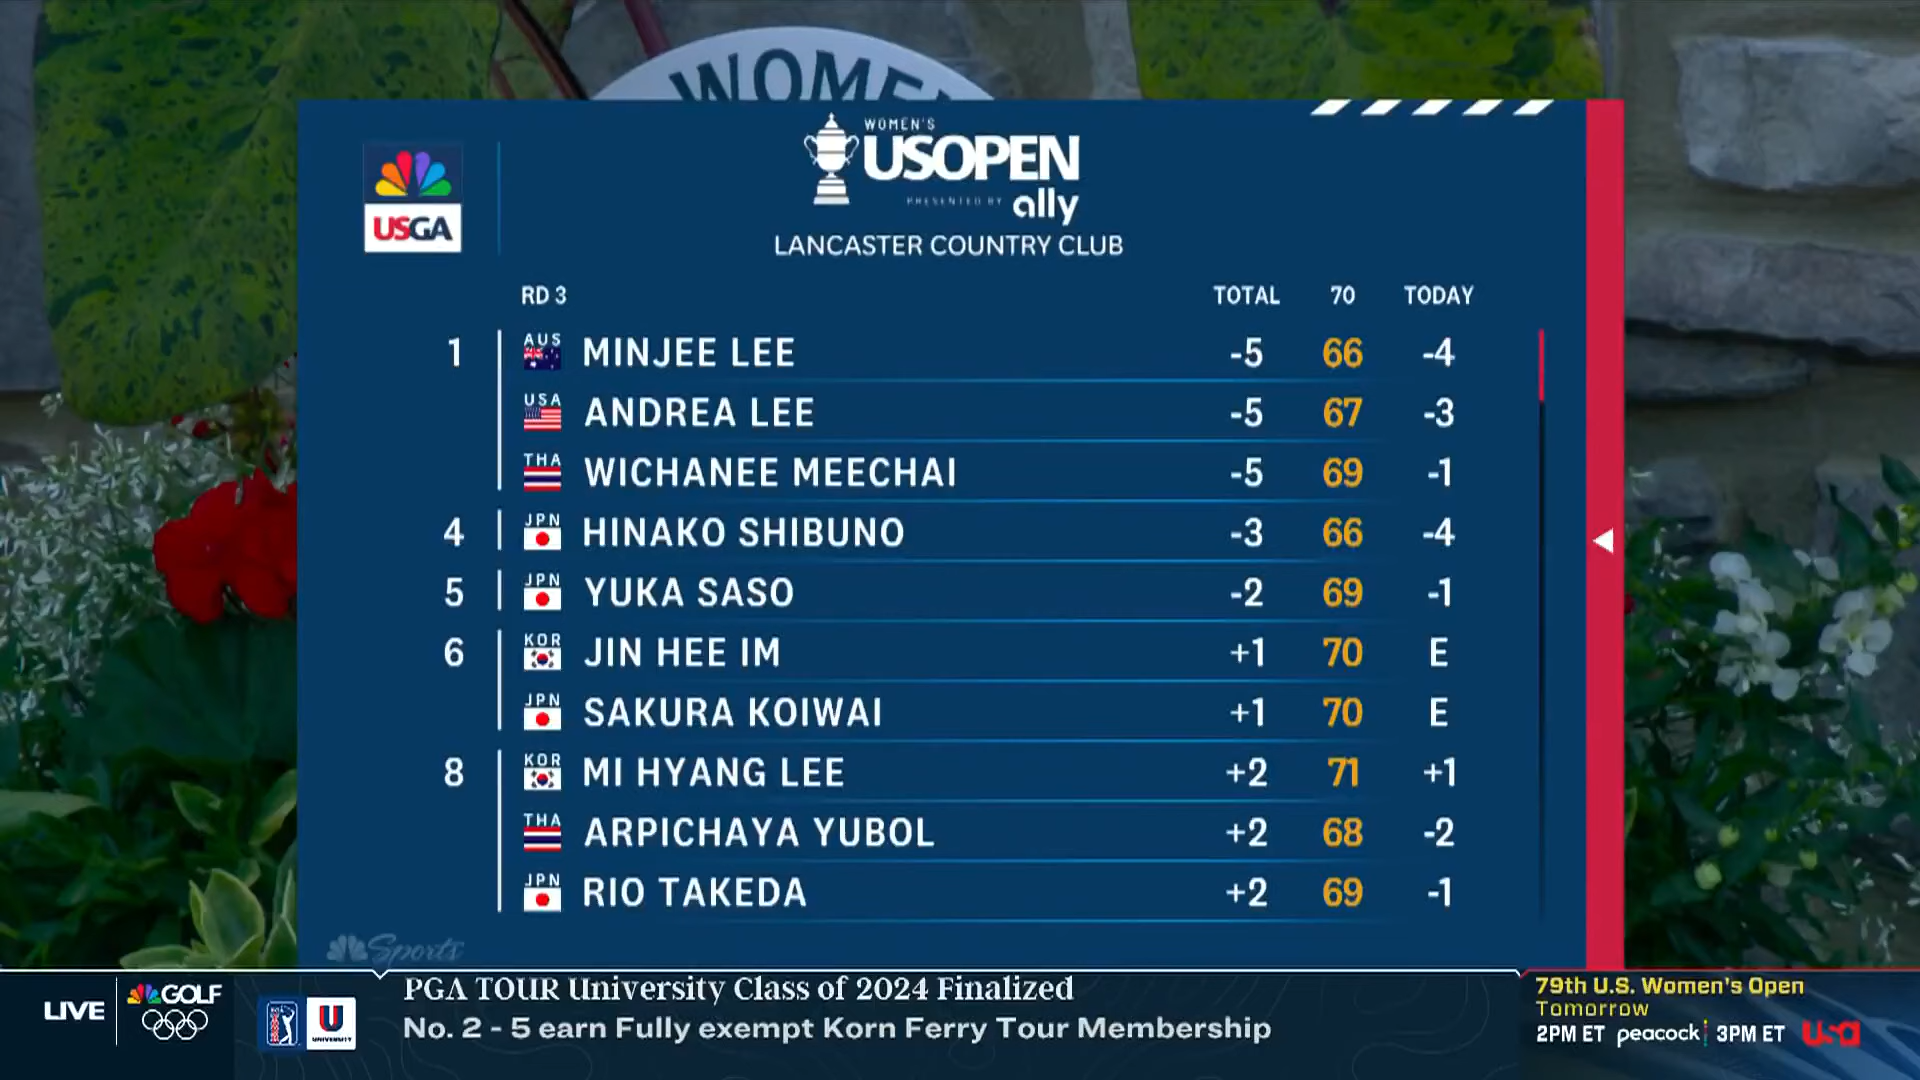 WOMEN
WOMEN'S
USOPEN
PRESENTED BY ally
USGA
LANCASTER COUNTRY CLUB
RD 3 TOTAL 70 TODAY
1 AUS MINJEE LEE -5 66 -4
USA ANDREA LEE -5 67 -3
THA WICHANEE MEECHAI -5 69 -1
4 JPN HINAKO SHIBUNO -3 66 -4
5 JPN YUKA SASO -2 69 -1
6 KOR JIN HEE IM +1 70 E
JPN SAKURA KOIWAI +1 70 E
8 KOR MI HYANG LEE +2 71 +1
THA ARPICHAYA YUBOL +2 68 -2
JPN RIO TAKEDA +2 69 -1
Sports
LIVE GOLF
PGA TOUR
U
UNIVERSITY
PGA TOUR University Class of 2024 Finalized
No. 2 - 5 earn Fully exempt Korn Ferry Tour Membership
79th U.S. Women's Open
Tomorrow
2PM ET peacock 3PM ET USA